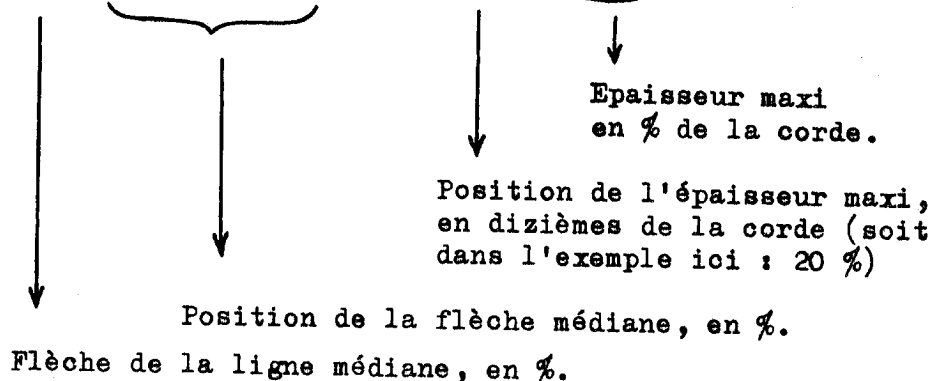 Epaisseur maxi
en % de la corde.
Position de l'épaisseur maxi,
en dizièmes de la corde (soit
dans l'exemple ici : 20 %)
Position de la flèche médiane, en %.
Flèche de la ligne médiane, en %.